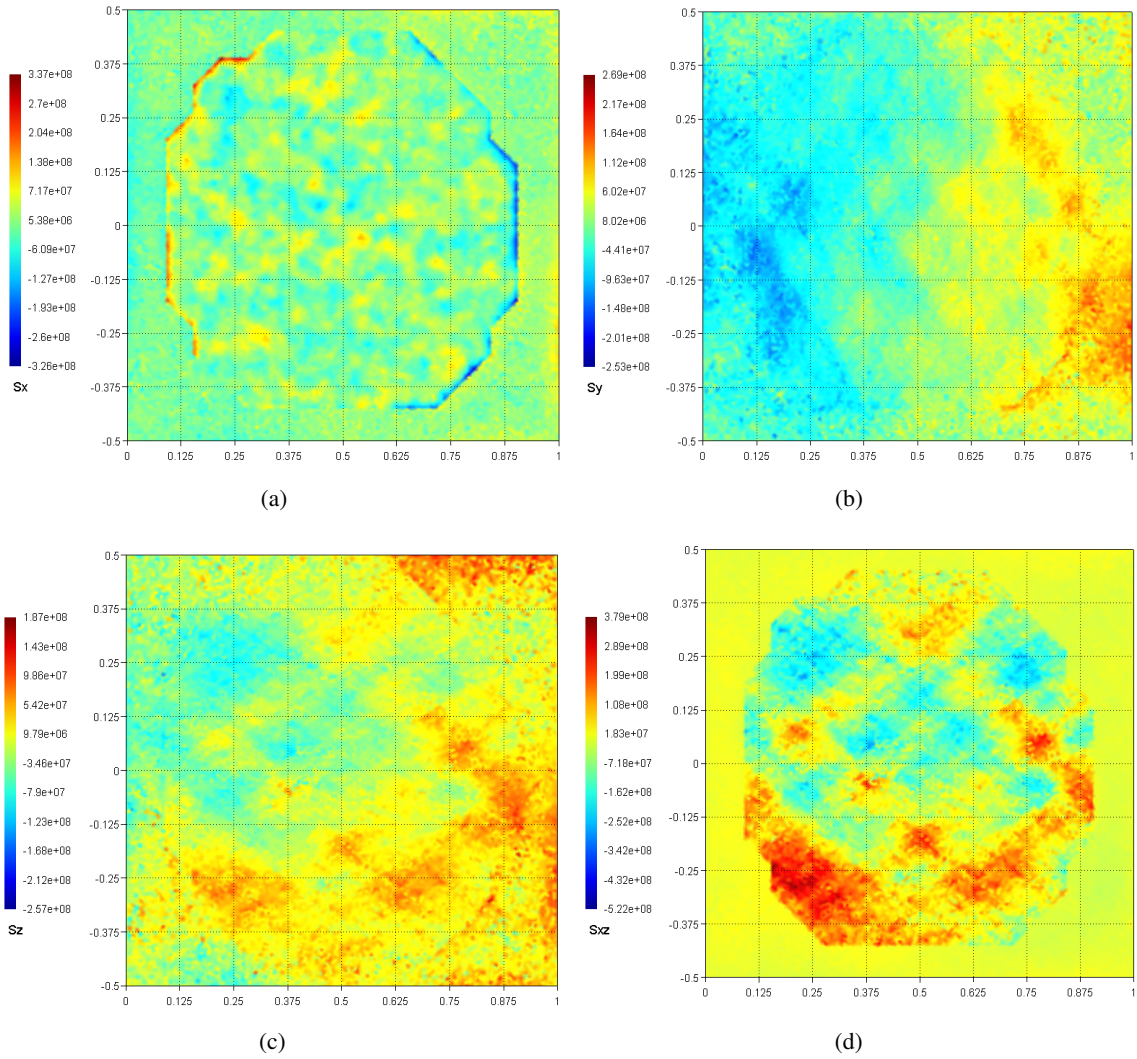 0.5
0.375
0.25
0.125
0
-0.125
-0.25
-0.375
-0.5
0 0.125 0.25 0.375 0.5 0.625 0.75 0.875 1
3.37e+08
2.7e+08
2.04e+08
1.38e+08
7.17e+07
5.38e+06
-6.09e+07
-1.27e+08
-1.93e+08
-2.6e+08
-3.26e+08
Sx
(a)
0.5
0.375
0.25
0.125
0
-0.125
-0.25
-0.375
-0.5
0 0.125 0.25 0.375 0.5 0.625 0.75 0.875 1
2.69e+08
2.17e+08
1.64e+08
1.12e+08
6.02e+07
8.02e+06
-4.41e+07
-9.63e+07
-1.48e+08
-2.01e+08
-2.53e+08
Sy
(b)
0.5
0.375
0.25
0.125
0
-0.125
-0.25
-0.375
-0.5
0 0.125 0.25 0.375 0.5 0.625 0.75 0.875 1
1.87e+08
1.43e+08
9.86e+07
5.42e+07
9.79e+06
-3.46e+07
-7.9e+07
-1.23e+08
-1.68e+08
-2.12e+08
-2.57e+08
Sz
(c)
0.5
0.375
0.25
0.125
0
-0.125
-0.25
-0.375
-0.5
0 0.125 0.25 0.375 0.5 0.625 0.75 0.875 1
3.79e+08
2.89e+08
1.99e+08
1.08e+08
1.83e+07
-7.18e+07
-1.62e+08
-2.52e+08
-3.42e+08
-4.32e+08
-5.22e+08
Sxz
(d)